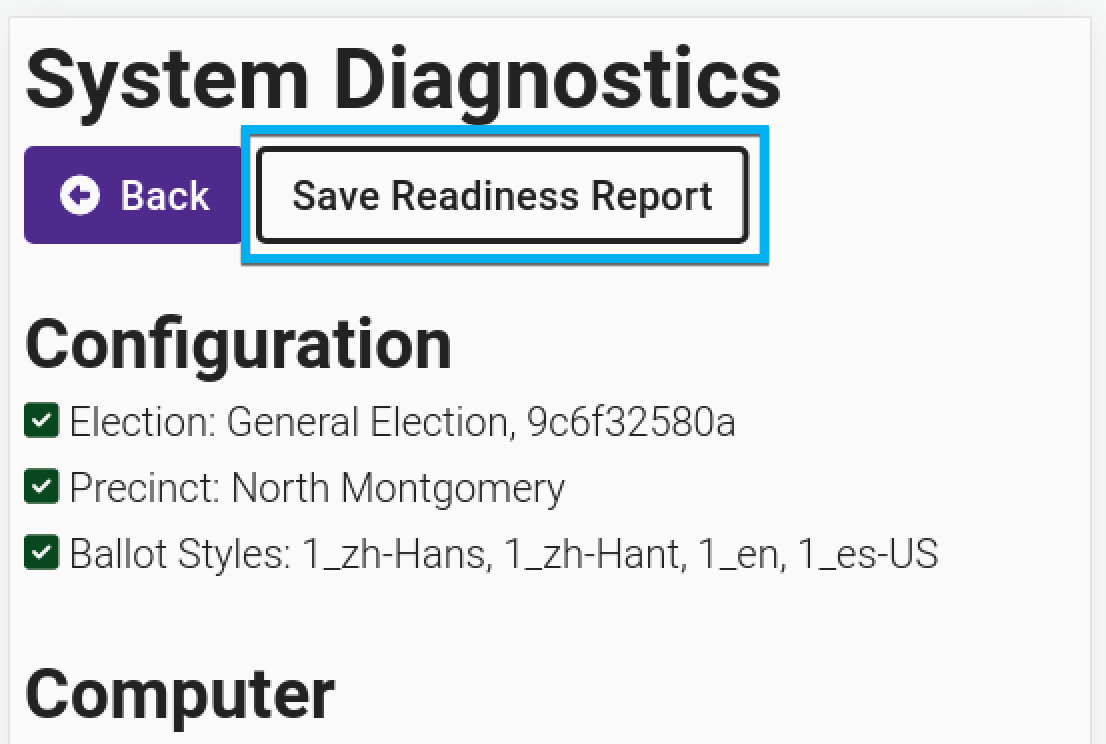 System Diagnostics
Back Save Readiness Report
Configuration
Election: General Election, 9c6f32580a
Precinct: North Montgomery
Ballot Styles: 1_zh-Hans, 1_zh-Hant, 1_en, 1_es-US
Computer